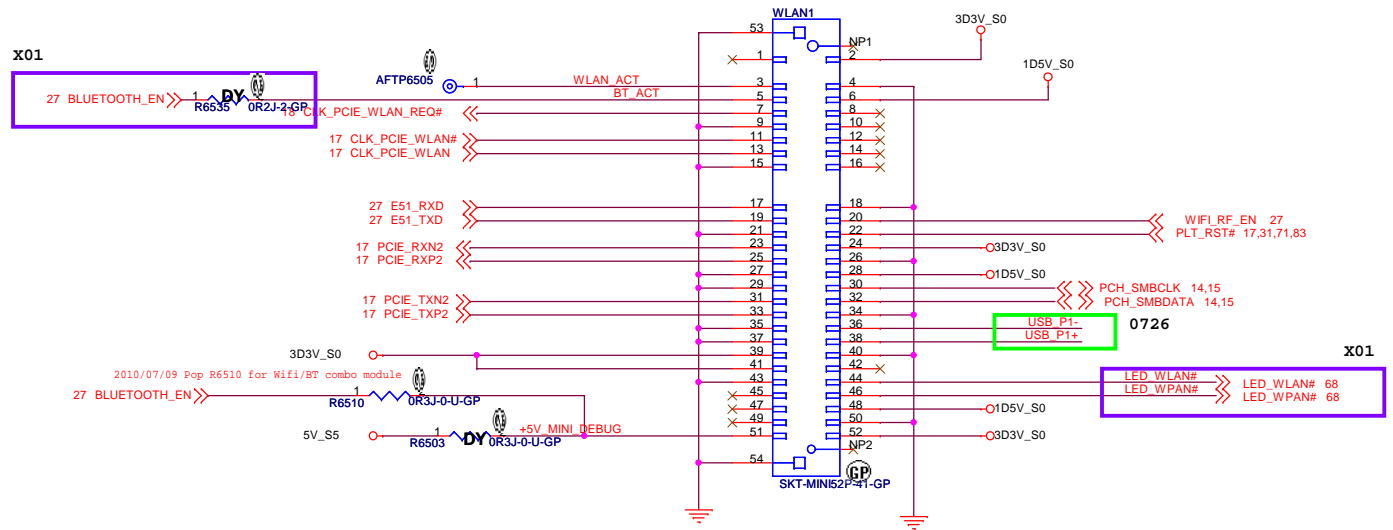 WLAN1
3D3V_S0
53
NP1
X01
1
2
1D5V_S0
AFTP6505
1
WLAN_ACT
3
4
27 BLUETOOTH_EN
1
DY
R6535
0R2J-2-GP
BT_ACT
5
6
18 CLK_PCIE_WLAN_REQ#
7
8
9
10
17 CLK_PCIE_WLAN#
11
12
17 CLK_PCIE_WLAN
13
14
15
16
27 E51_RXD
17
18
27 E51_TXD
19
20
WIFI_RF_EN 27
21
22
PLT_RST# 17,31,71,83
17 PCIE_RXN2
23
24
3D3V_S0
17 PCIE_RXP2
25
26
27
28
1D5V_S0
29
30
PCH_SMBCLK 14,15
17 PCIE_TXN2
31
32
PCH_SMBDATA 14,15
17 PCIE_TXP2
33
34
35
36
USB_P1-
0726
37
38
USB_P1+
3D3V_S0
39
40
X01
41
42
2010/07/09 Pop R6510 for Wifi/BT combo module
43
44
LED_WLAN#
LED_WLAN# 68
27 BLUETOOTH_EN
1
R6510
0R3J-0-U-GP
45
46
LED_WPAN#
LED_WPAN# 68
47
48
1D5V_S0
49
50
5V_S5
1
R6503
DY
0R3J-0-U-GP
+5V_MINI_DEBUG
51
52
3D3V_S0
NP2
54
GP
SKT-MINI52P-41-GP